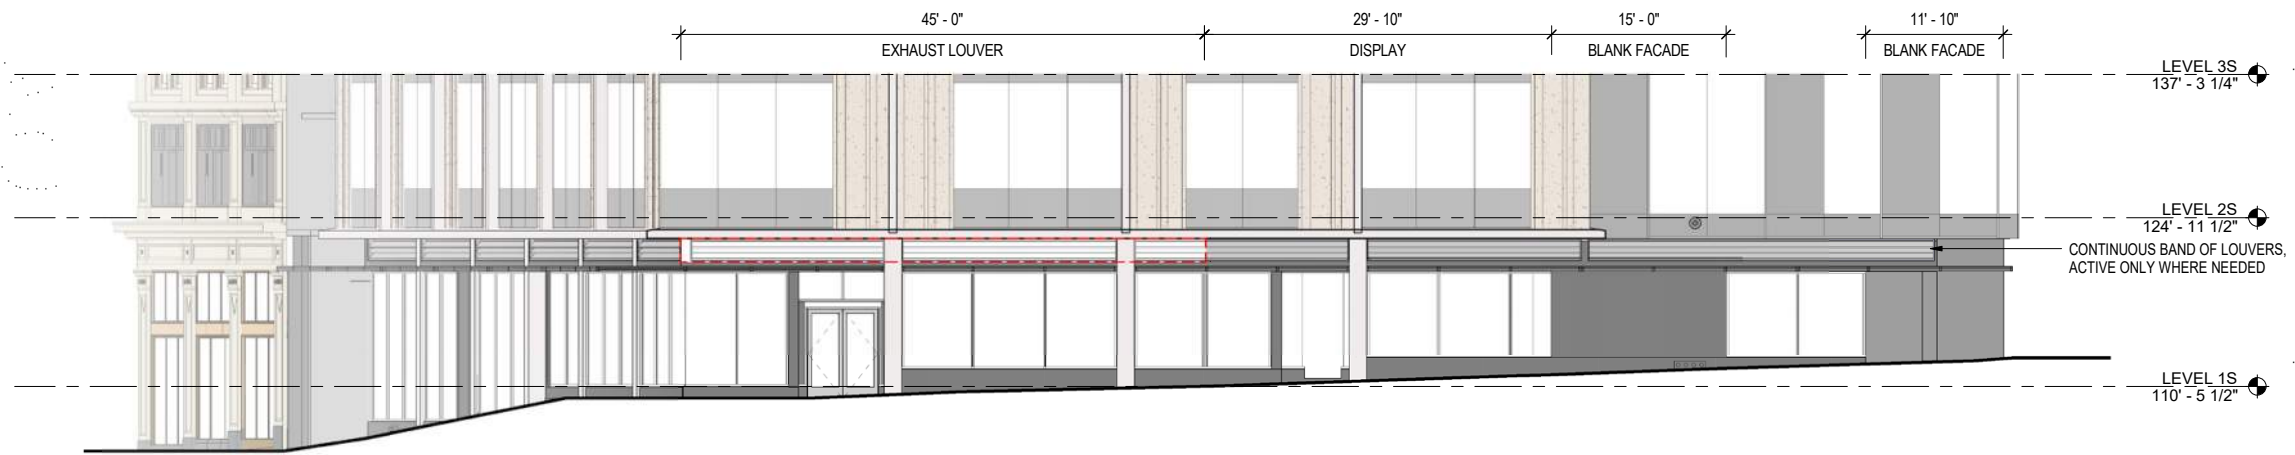 45' - 0"
29' - 10"
15' - 0"
11' - 10"
EXHAUST LOUVER
DISPLAY
BLANK FACADE
BLANK FACADE
LEVEL 3S
137' - 3 1/4"
LEVEL 2S
124' - 11 1/2"
CONTINUOUS BAND OF LOUVERS,
ACTIVE ONLY WHERE NEEDED
LEVEL 1S
110' - 5 1/2"